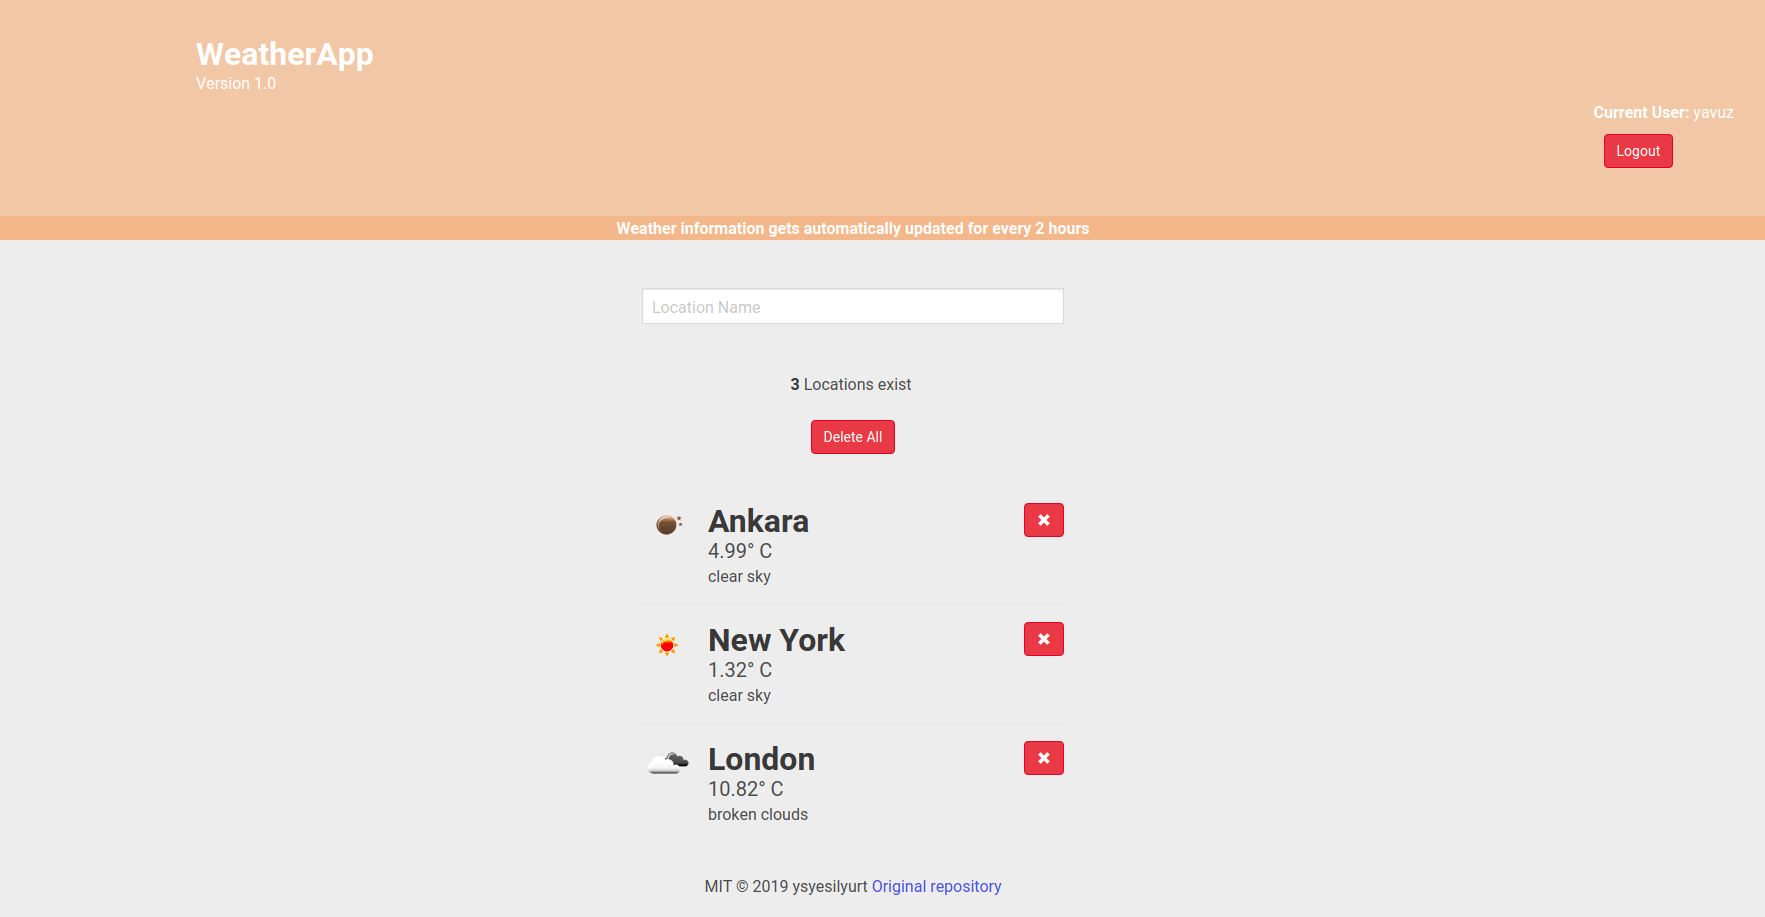 WeatherApp
Version 1.0
Current User: yavuz
Logout
Weather information gets automatically updated for every 2 hours
Location Name
3 Locations exist
Delete All
Ankara
4.99° C
clear sky
New York
1.32° C
clear sky
London
10.82° C
broken clouds
MIT © 2019 ysyesilyurt Original repository